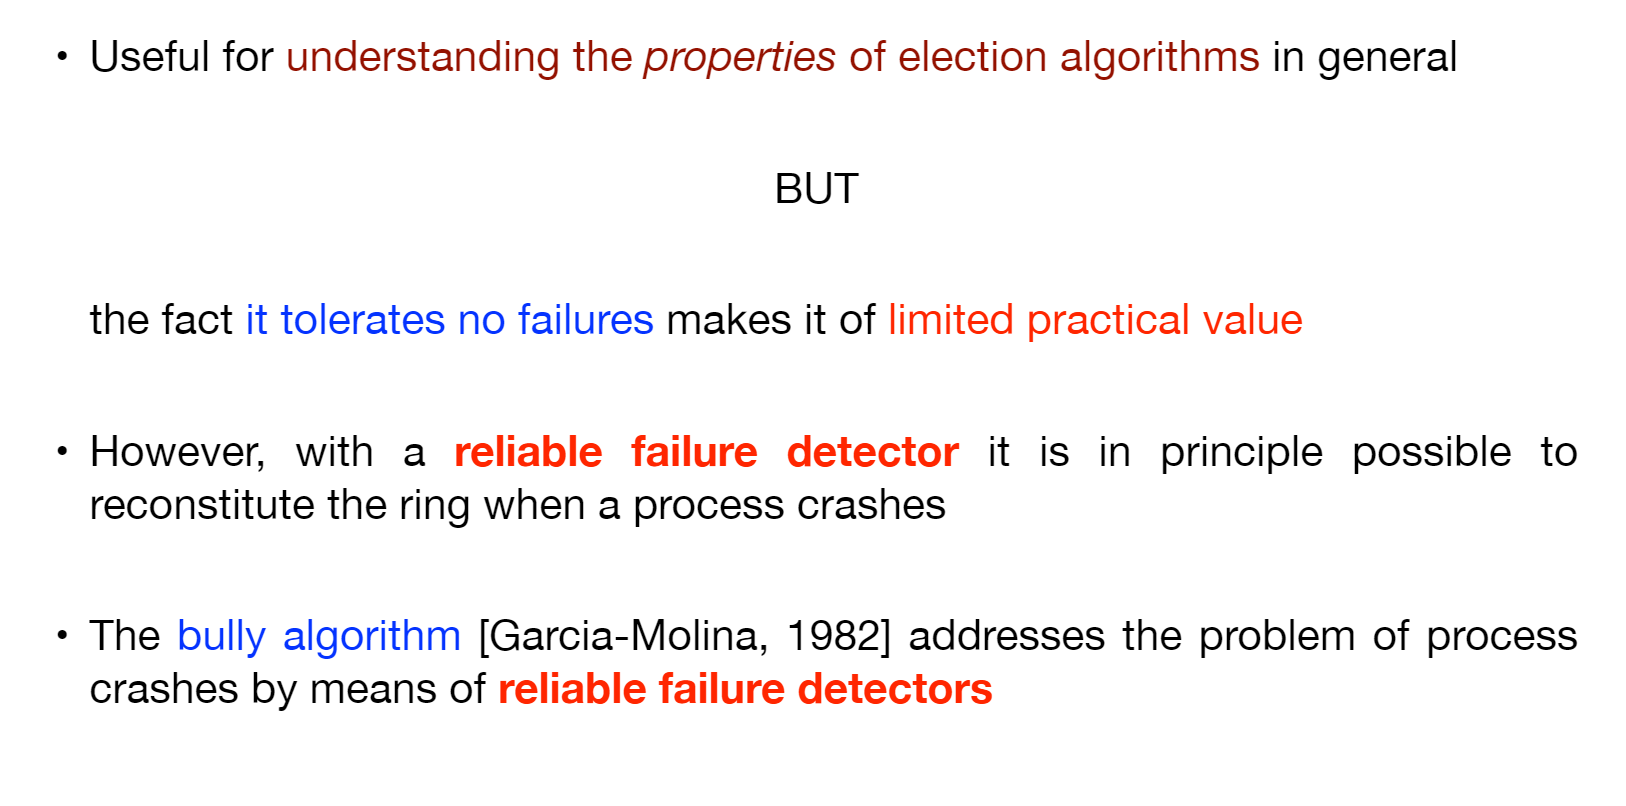 • Useful for understanding the properties of election algorithms in general
BUT
the fact it tolerates no failures makes it of limited practical value
• However, with a reliable failure detector it is in principle possible to
reconstitute the ring when a process crashes
• The bully algorithm [Garcia-Molina, 1982] addresses the problem of process
crashes by means of reliable failure detectors